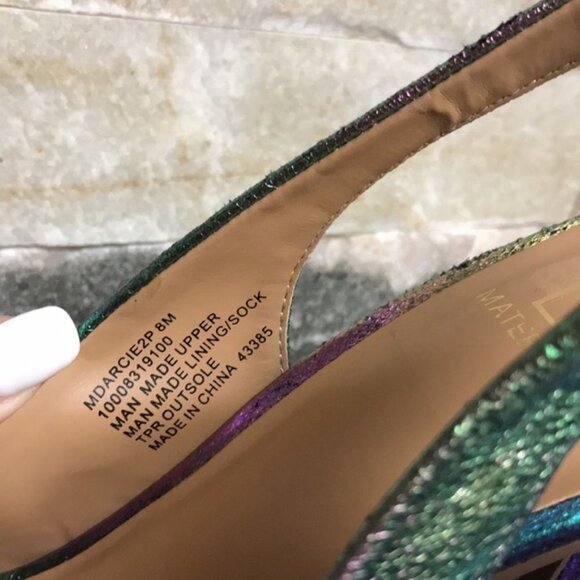 MDARCIE2P 8M
10008319100
MAN MADE UPPER
MAN MADE LINING/SOCK
TPR OUTSOLE
MADE IN CHINA 43385